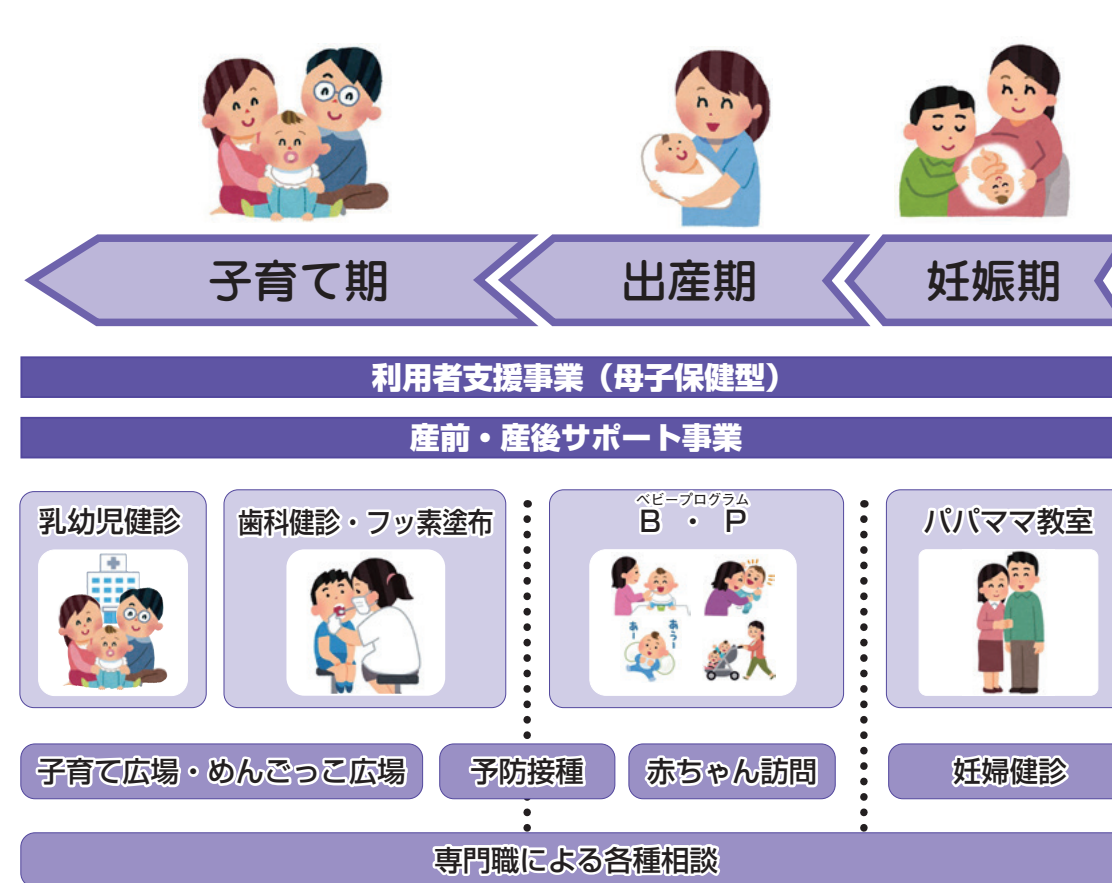 子育て期
出産期
妊娠期
利用者支援事業（母子保健型）
産前・産後サポート事業
乳幼児健診
歯科健診・フッ素塗布
ベビープログラム
B・P
あー
あうー
パパママ教室
子育て広場・めんごっこ広場
予防接種
赤ちゃん訪問
妊婦健診
専門職による各種相談